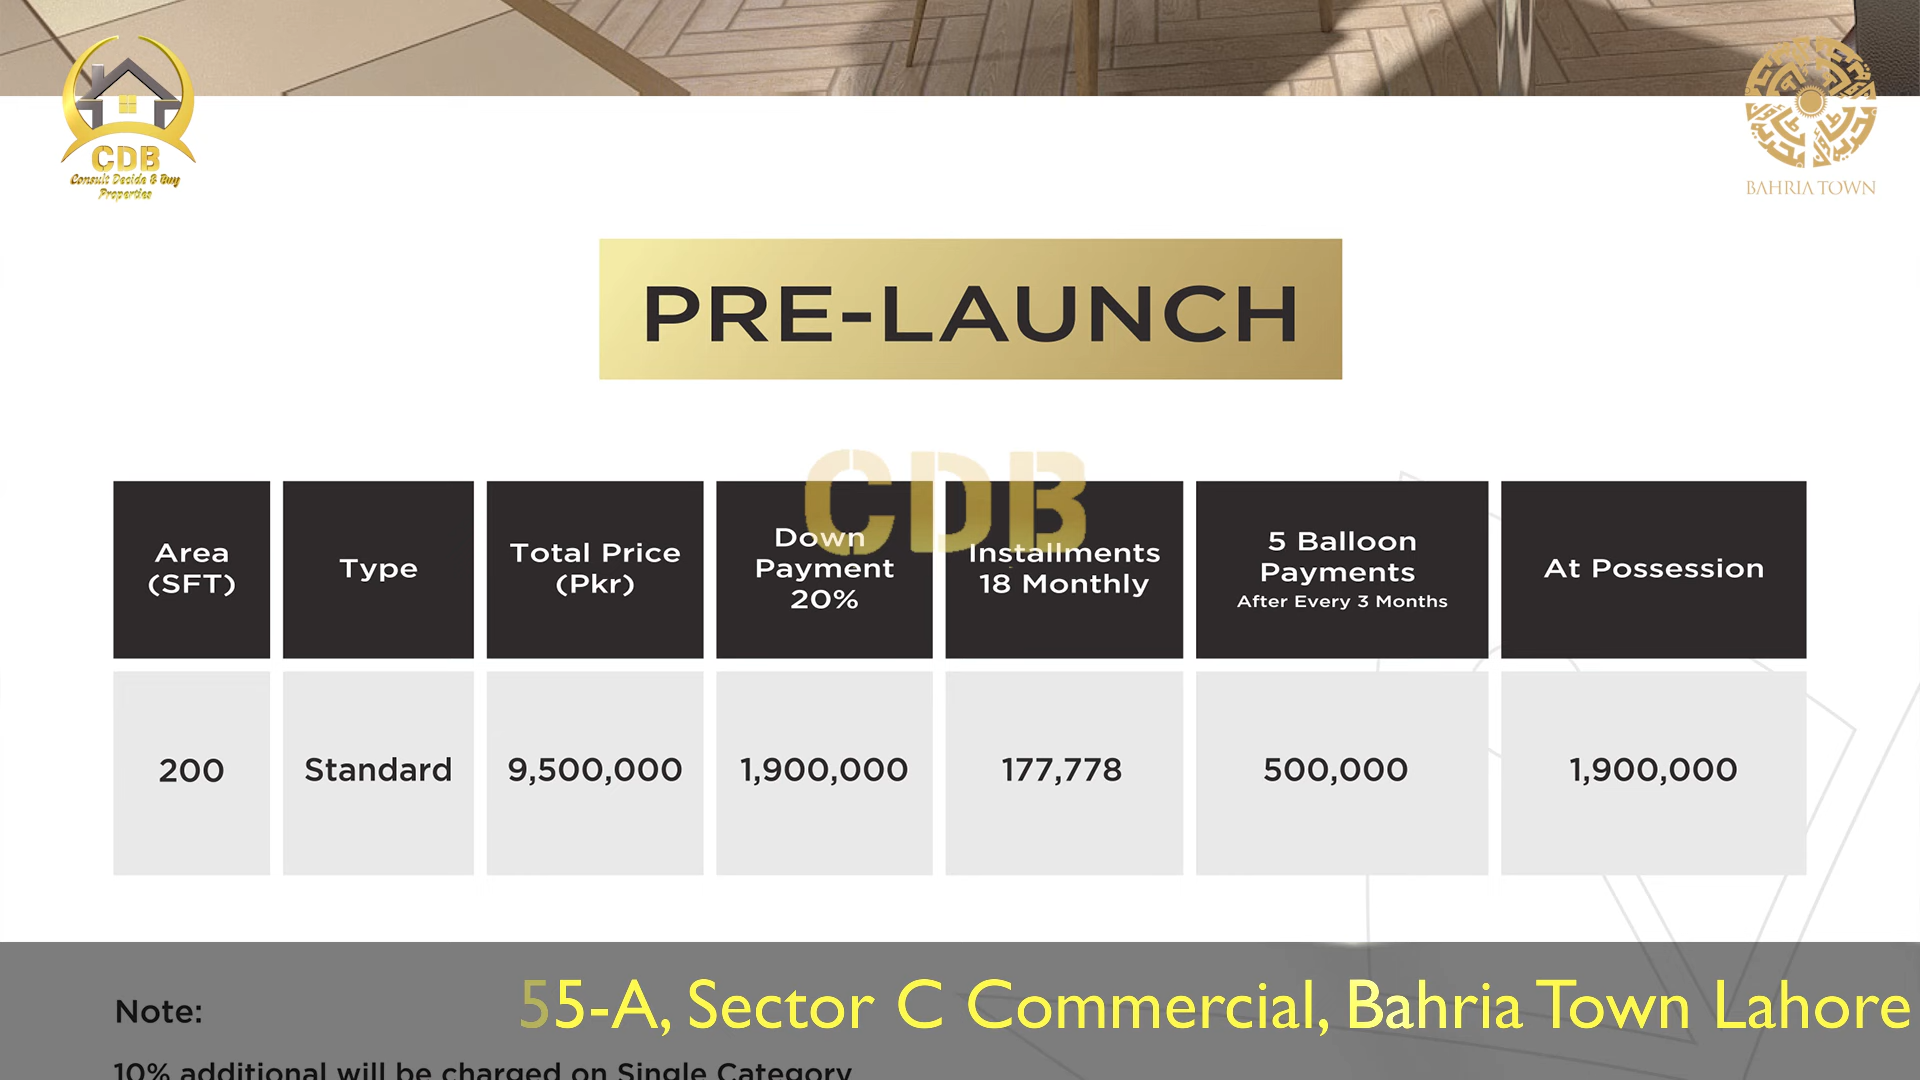 CDB
Consult Decide & Buy
Properties
BAHRIA TOWN
PRE-LAUNCH
CDB
Area
(SFT)
Type
Total Price
(Pkr)
Down
Payment
20%
Installments
18 Monthly
5 Balloon
Payments
After Every 3 Months
At Possession
200
Standard
9,500,000
1,900,000
177,778
500,000
1,900,000
Note:
55-A, Sector C Commercial, Bahria Town Lahore
10% additional will be charged on Single Category